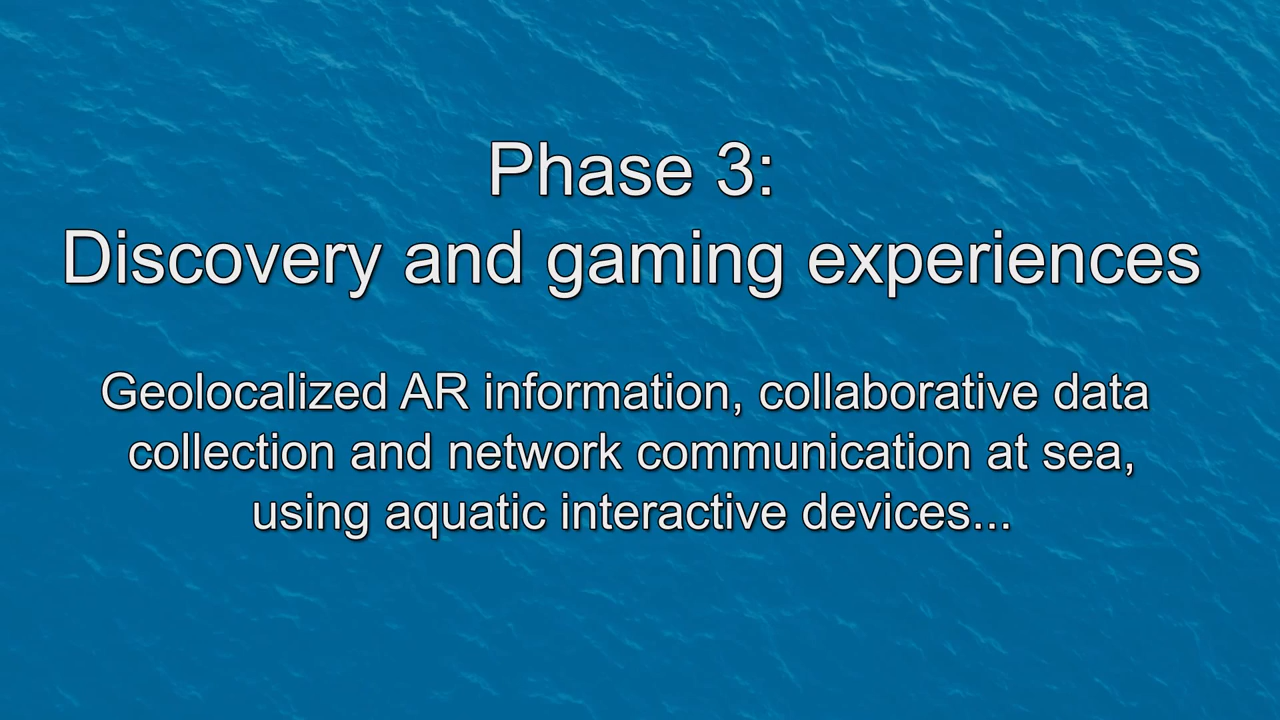 Phase 3:
Discovery and gaming experiences
Geolocalized AR information, collaborative data
collection and network communication at sea,
using aquatic interactive devices...